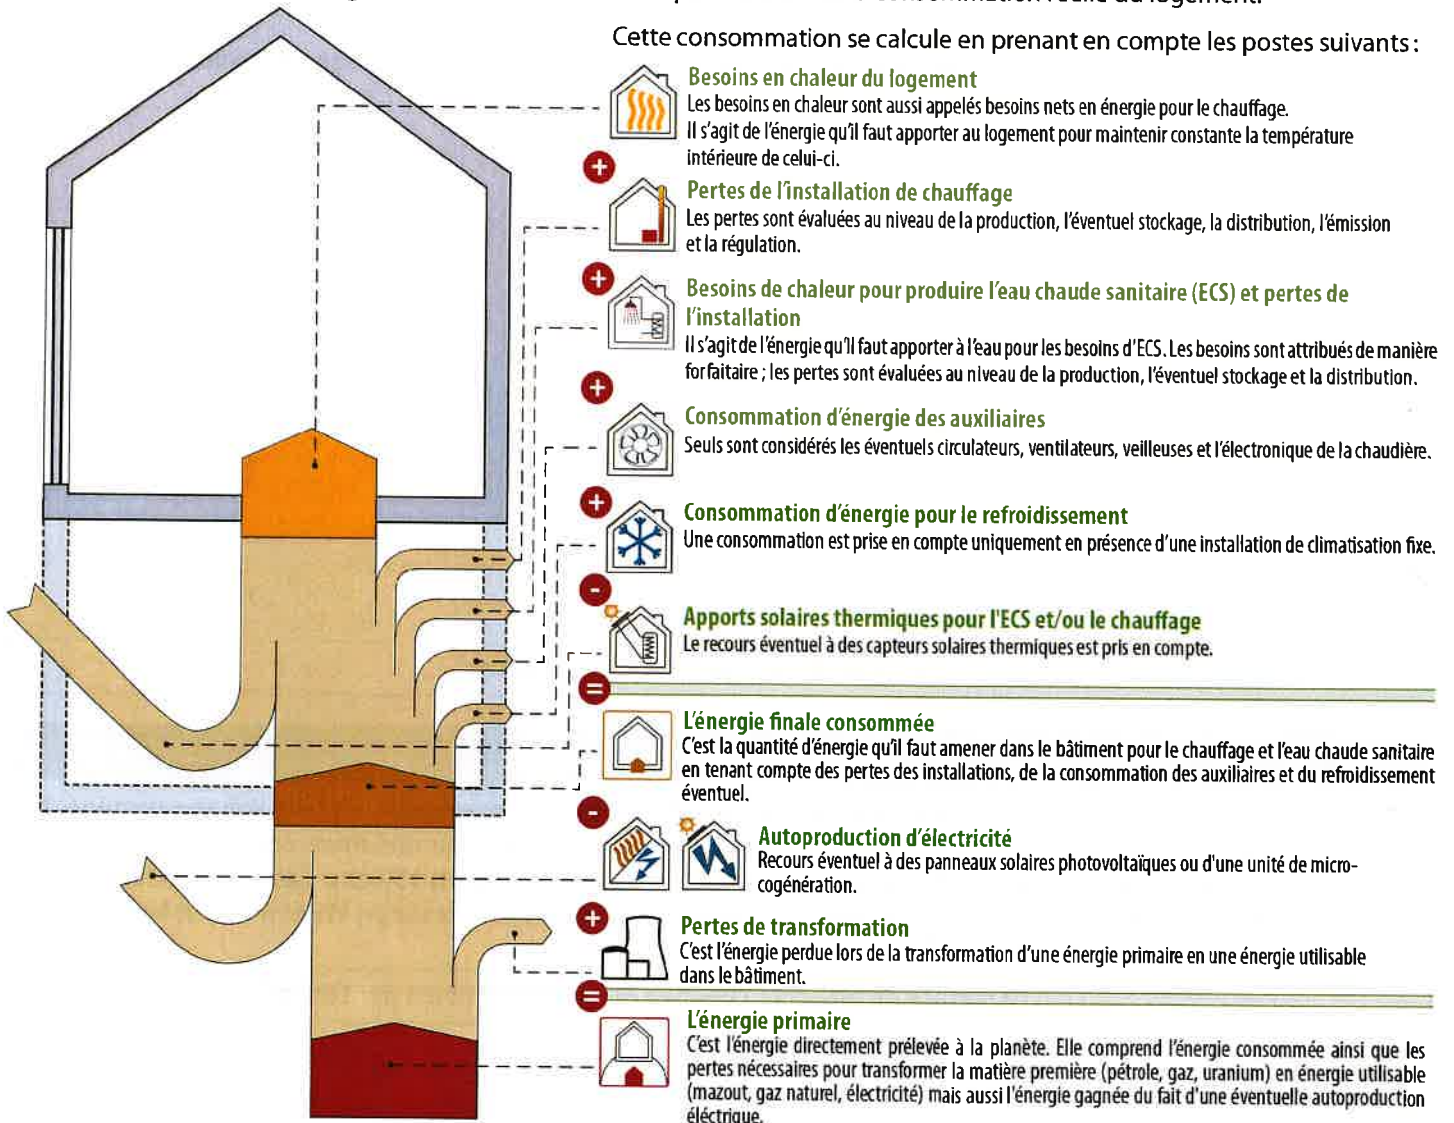 consommation réelle du logement.
Cette consommation se calcule en prenant en compte les postes suivants :
Besoins en chaleur du logement
Les besoins en chaleur sont aussi appelés besoins nets en énergie pour le chauffage.
Il s'agit de l'énergie qu'il faut apporter au logement pour maintenir constante la température
intérieure de celui-ci.
+
Pertes de l'installation de chauffage
Les pertes sont évaluées au niveau de la production, l'éventuel stockage, la distribution, l'émission
et la régulation.
+
Besoins de chaleur pour produire l'eau chaude sanitaire (ECS) et pertes de
l'installation
Il s'agit de l'énergie qu'il faut apporter à l'eau pour les besoins d'ECS. Les besoins sont attribués de manière
forfaitaire ; les pertes sont évaluées au niveau de la production, l'éventuel stockage et la distribution.
+
Consommation d'énergie des auxiliaires
Seuls sont considérés les éventuels circulateurs, ventilateurs, veilleuses et l'électronique de la chaudière.
+
Consommation d'énergie pour le refroidissement
Une consommation est prise en compte uniquement en présence d'une installation de climatisation fixe.
-
Apports solaires thermiques pour l'ECS et/ou le chauffage
Le recours éventuel à des capteurs solaires thermiques est pris en compte.
=
L'énergie finale consommée
C'est la quantité d'énergie qu'il faut amener dans le bâtiment pour le chauffage et l'eau chaude sanitaire
en tenant compte des pertes des installations, de la consommation des auxiliaires et du refroidissement
éventuel.
-
Autoproduction d'électricité
Recours éventuel à des panneaux solaires photovoltaïques ou d'une unité de micro-
cogénération.
+
Pertes de transformation
C'est l'énergie perdue lors de la transformation d'une énergie primaire en une énergie utilisable
dans le bâtiment.
=
L'énergie primaire
C'est l'énergie directement prélevée à la planète. Elle comprend l'énergie consommée ainsi que les
pertes nécessaires pour transformer la matière première (pétrole, gaz, uranium) en énergie utilisable
(mazout, gaz naturel, électricité) mais aussi l'énergie gagnée du fait d'une éventuelle autoproduction
éléctrique.